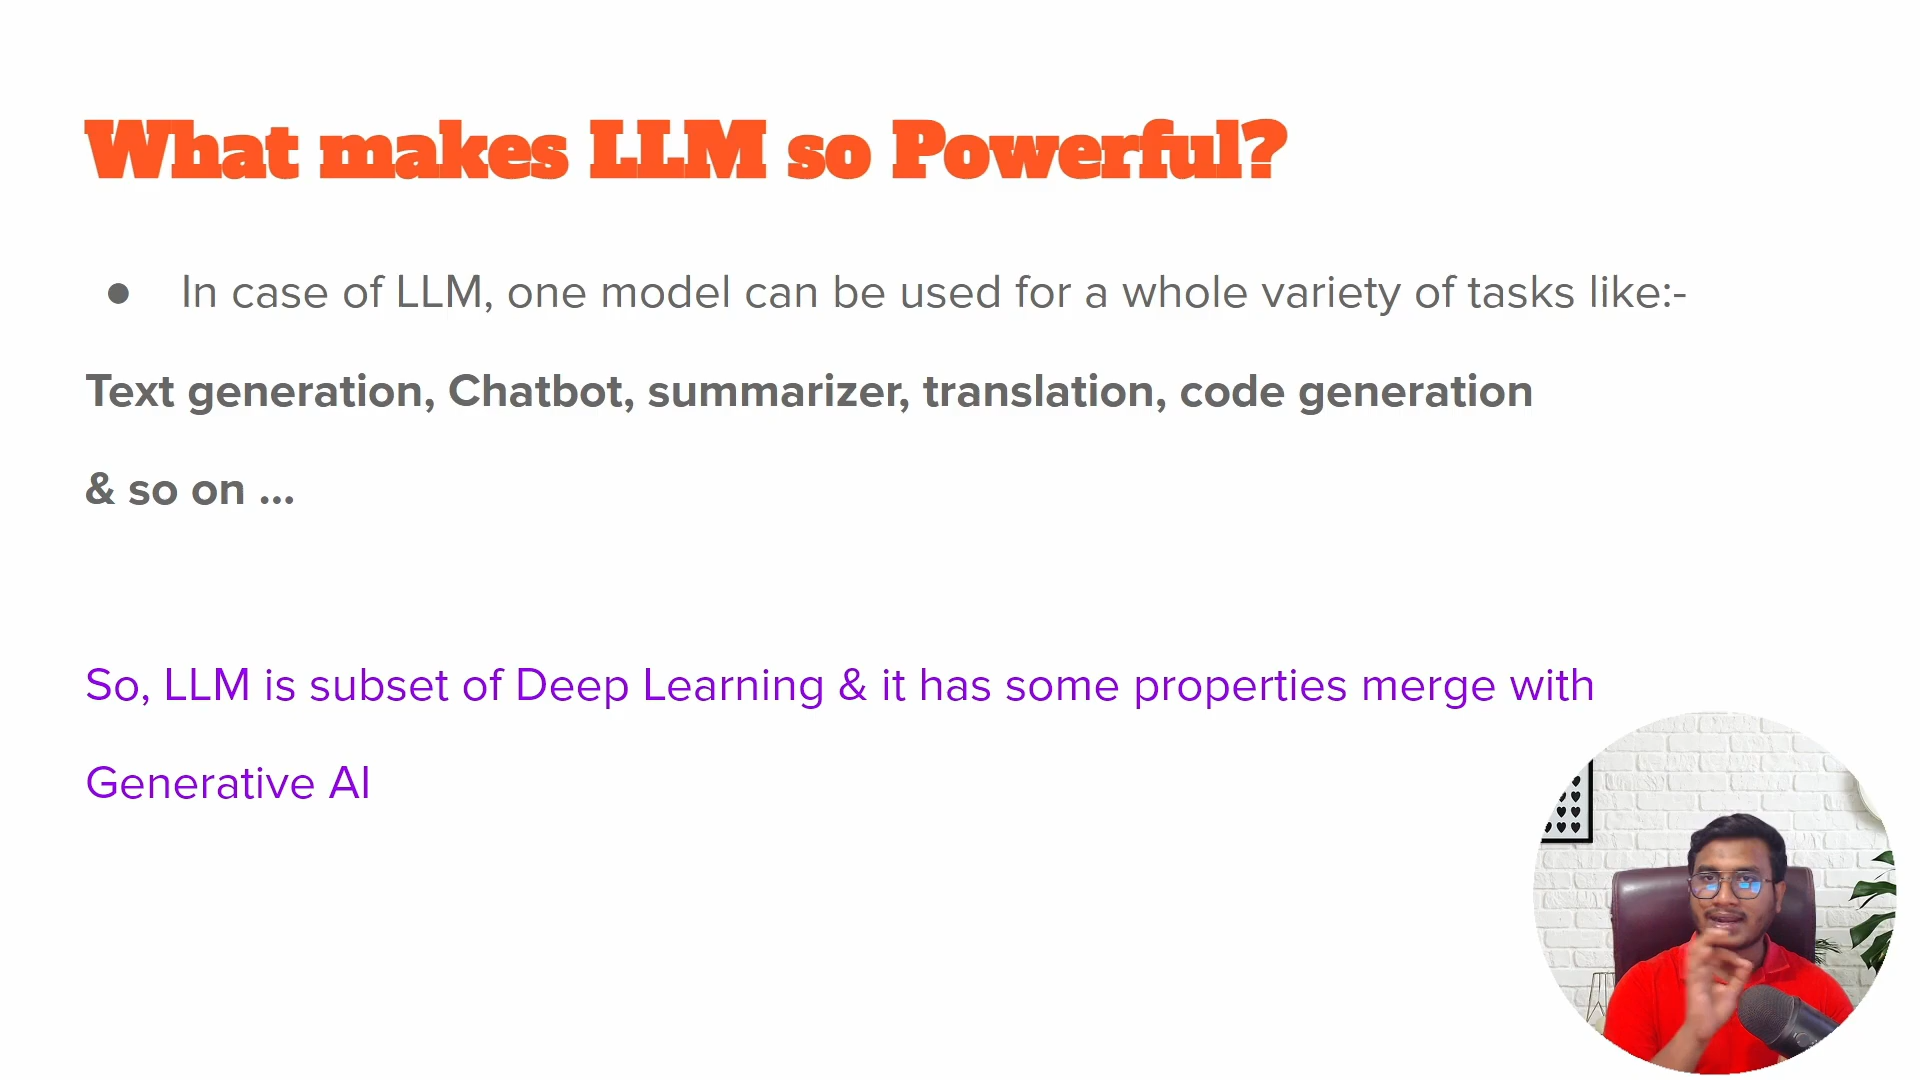 What makes LLM so Powerful?
● In case of LLM, one model can be used for a whole variety of tasks like:-
Text generation, Chatbot, summarizer, translation, code generation
& so on ...
So, LLM is subset of Deep Learning & it has some properties merge with
Generative AI